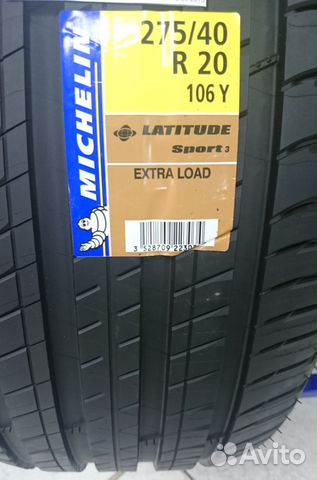 275/40
R 20
106 Y
MICHELIN
LATITUDE
Sport 3
EXTRA LOAD
Avito